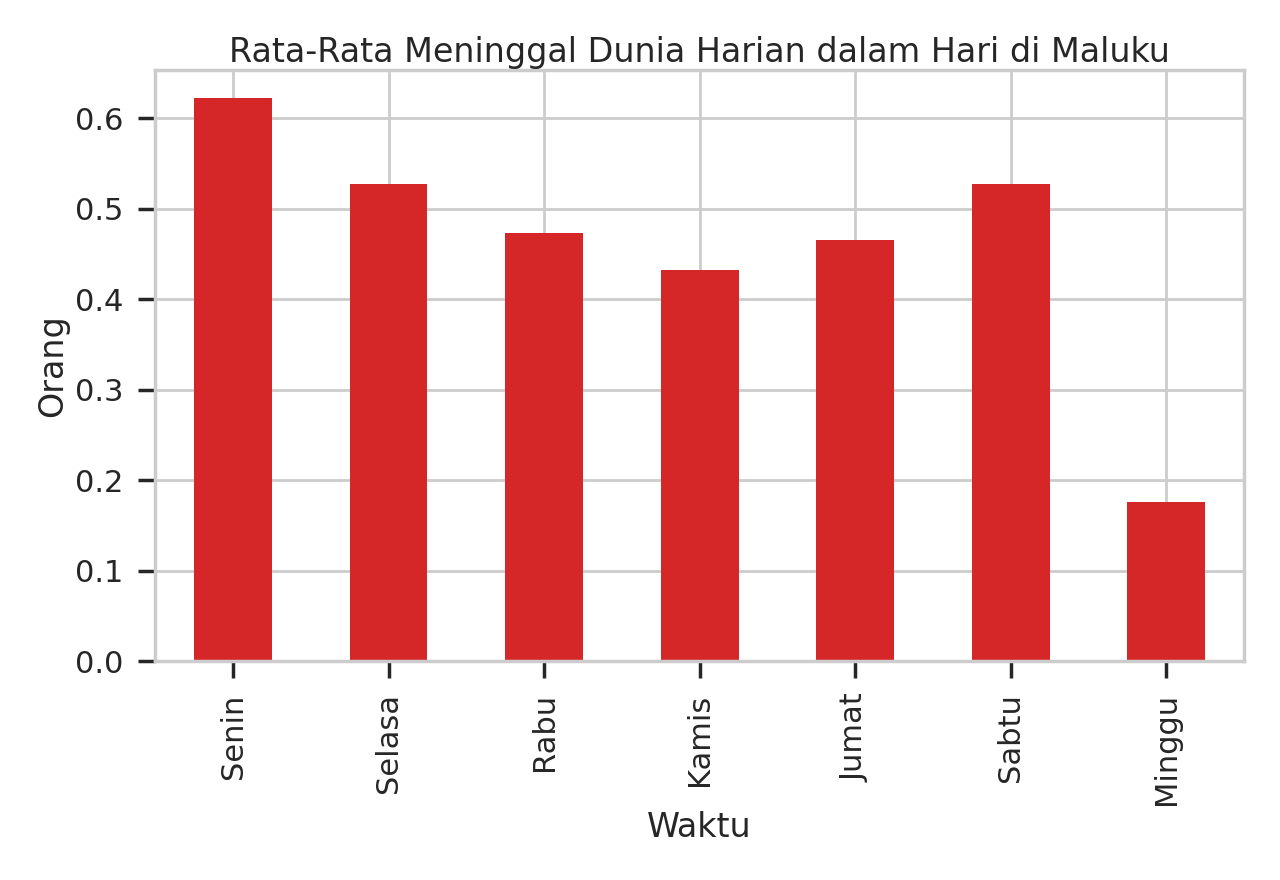 Rata-Rata Meninggal Dunia Harian dalam Hari di Maluku
0.6
0.5
0.4
0.3
0.2
0.1
0.0
Orang
Senin
Selasa
Rabu
Kamis
Jumat
Sabtu
Minggu
Waktu